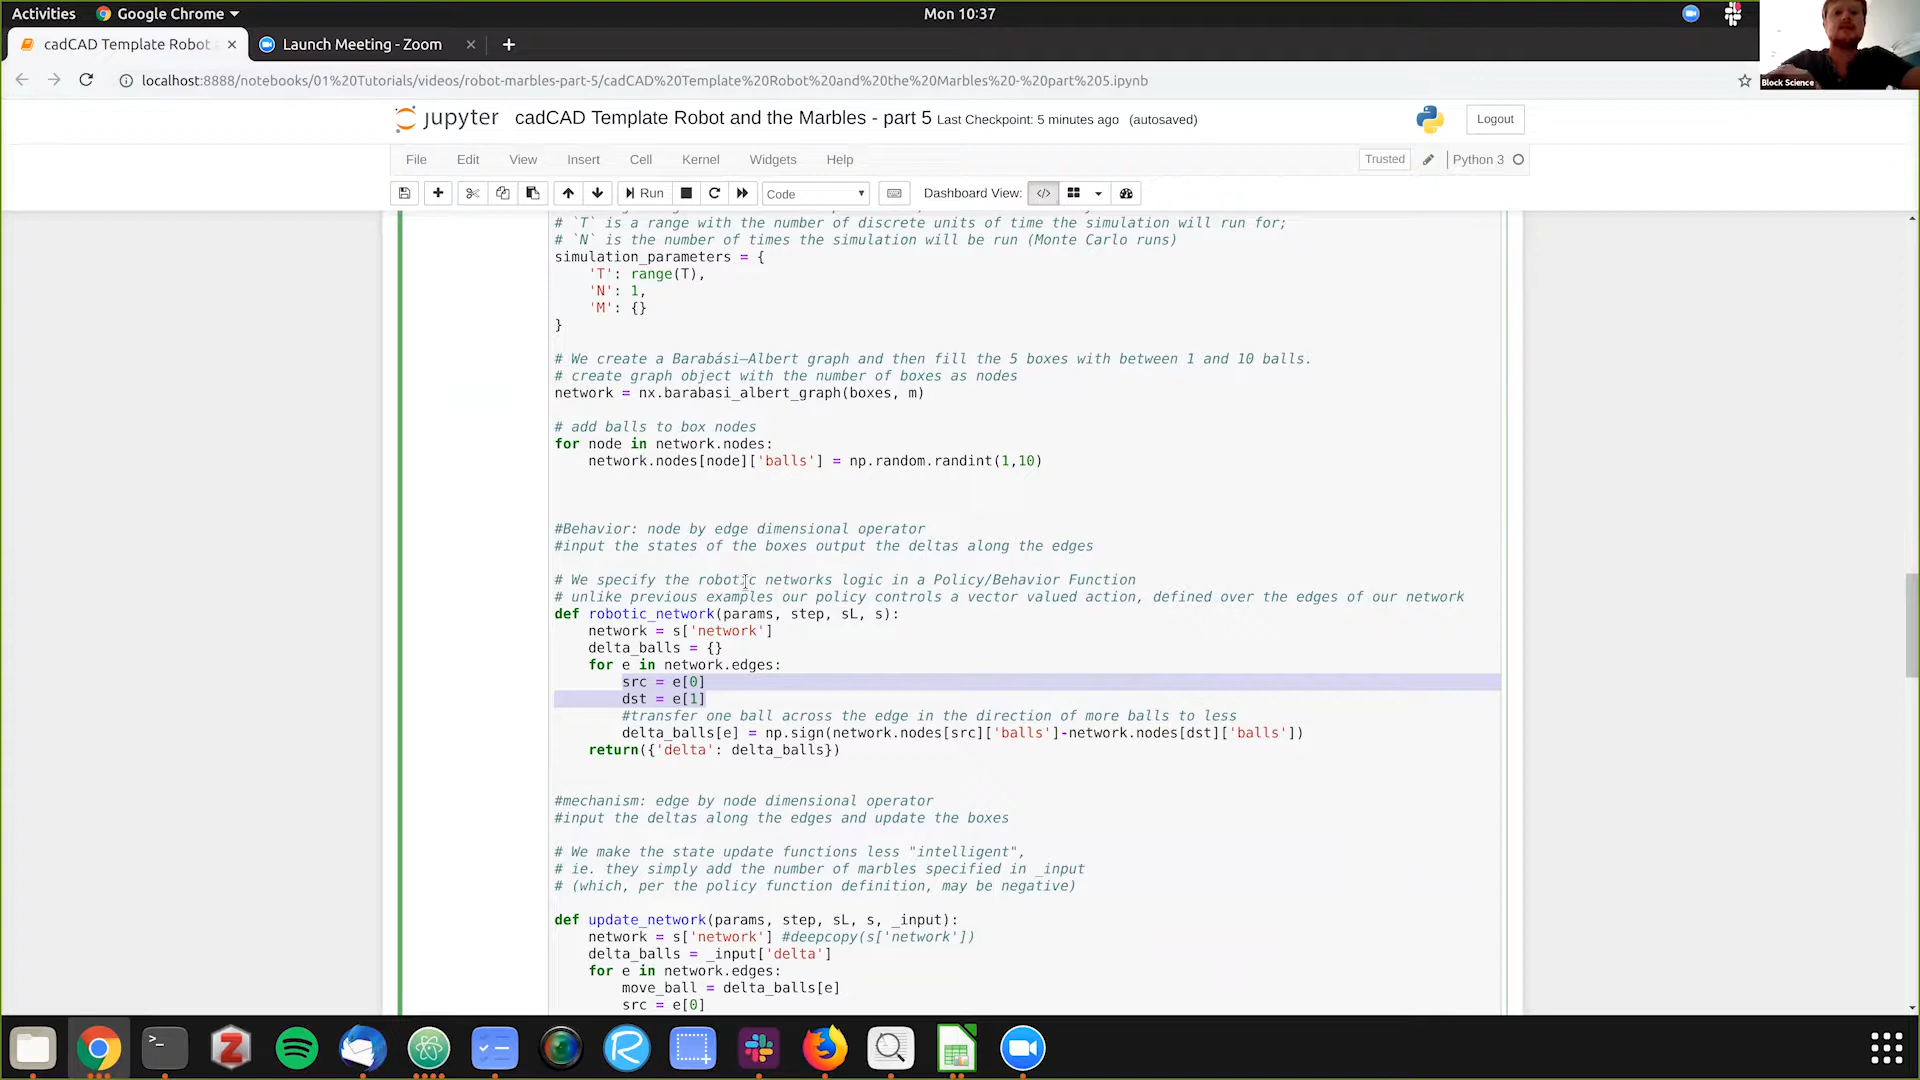 Activities
Google Chrome
Mon 10:37
cadCAD Template Robot
Launch Meeting - Zoom
localhost:8888/notebooks/01%20Tutorials/videos/robot-marbles-part-5/cadCAD%20Template%20Robot%20and%20the%20Marbles%20-%20part%205.ipynb
Block Science
jupyter
cadCAD Template Robot and the Marbles - part 5
Last Checkpoint: 5 minutes ago
(autosaved)
Logout
File
Edit
View
Insert
Cell
Kernel
Widgets
Help
Trusted
Python 3
Run
Code
Dashboard View:
# `T` is a range with the number of discrete units of time the simulation will run for;
# `N` is the number of times the simulation will be run (Monte Carlo runs)
simulation_parameters = {
'T': range(T),
'N': 1,
'M': {}
}
# We create a Barabási–Albert graph and then fill the 5 boxes with between 1 and 10 balls.
# create graph object with the number of boxes as nodes
network = nx.barabasi_albert_graph(boxes, m)
# add balls to box nodes
for node in network.nodes:
network.nodes[node]['balls'] = np.random.randint(1,10)
#Behavior: node by edge dimensional operator
#input the states of the boxes output the deltas along the edges
# We specify the robotic networks logic in a Policy/Behavior Function
# unlike previous examples our policy controls a vector valued action, defined over the edges of our network
def robotic_network(params, step, sL, s):
network = s['network']
delta_balls = {}
for e in network.edges:
src = e[0]
dst = e[1]
#transfer one ball across the edge in the direction of more balls to less
delta_balls[e] = np.sign(network.nodes[src]['balls']-network.nodes[dst]['balls'])
return({'delta': delta_balls})
#mechanism: edge by node dimensional operator
#input the deltas along the edges and update the boxes
# We make the state update functions less "intelligent",
# ie. they simply add the number of marbles specified in _input
# (which, per the policy function definition, may be negative)
def update_network(params, step, sL, s, _input):
network = s['network'] #deepcopy(s['network'])
delta_balls = _input['delta']
for e in network.edges:
move_ball = delta_balls[e]
src = e[0]